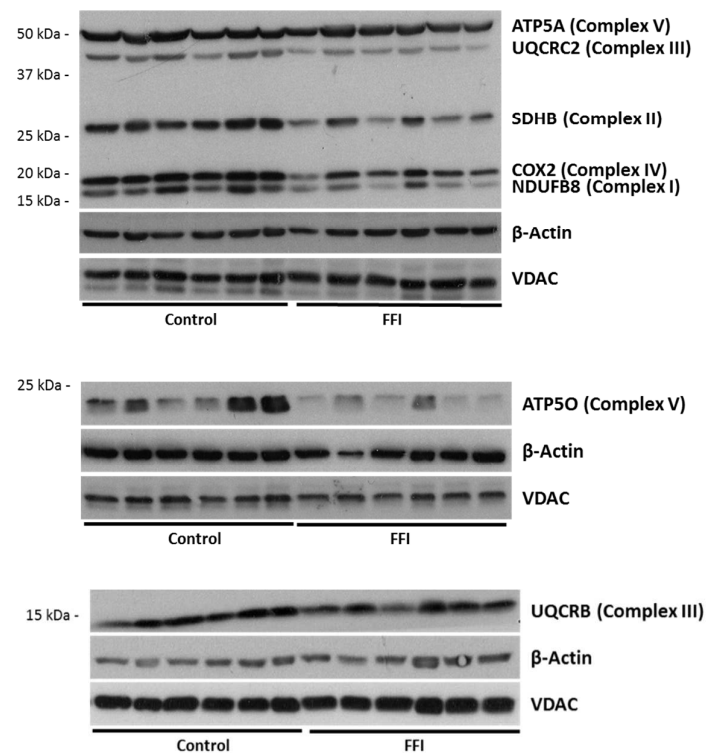 50 kDa -
ATP5A (Complex V)
UQCRC2 (Complex III)
37 kDa -
SDHB (Complex II)
25 kDa -
20 kDa -
COX2 (Complex IV)
NDUFB8 (Complex I)
15 kDa -
β-Actin
VDAC
Control
FFI
25 kDa -
ATP5O (Complex V)
β-Actin
VDAC
Control
FFI
15 kDa -
UQCRB (Complex III)
β-Actin
VDAC
Control
FFI